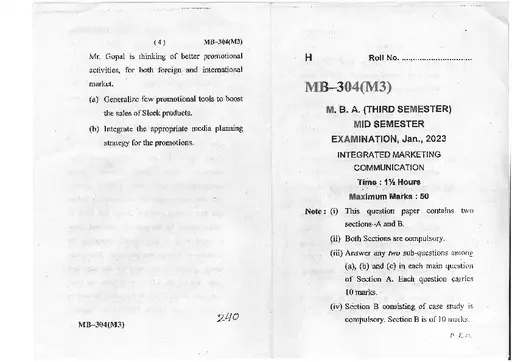 ( 4 ) MB-304(M3)
Mr. Gopal is thinking of better promotional
activities, for both foreign and international
market.
(a) Generalize few promotional tools to boost
the sales of Sleek products.
(b) Integrate the appropriate media planning
strategy for the promotions.
240
MB-304(M3)
H Roll No. ..............................
MB-304(M3)
M. B. A. (THIRD SEMESTER)
MID SEMESTER
EXAMINATION, Jan., 2023
INTEGRATED MARKETING
COMMUNICATION
Time : 1½ Hours
Maximum Marks : 50
Note : (i) This question paper contains two
sections-A and B.
(ii) Both Sections are compulsory.
(iii) Answer any two sub-questions among
(a), (b) and (c) in each main question
of Section A. Each question carries
10 marks.
(iv) Section B consisting of case study is
compulsory. Section B is of 10 marks.
P. T. O.